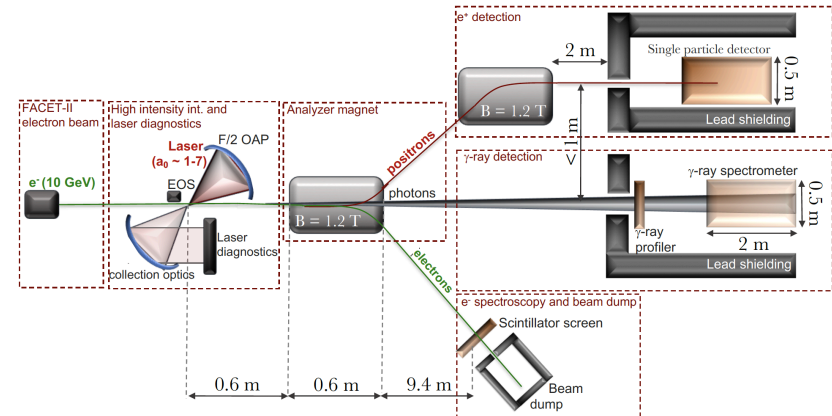 FACET-II
electron beam
e⁻(10 GeV)
High intensity int. and
laser diagnostics
Laser
(a₀ ~ 1-7)
F/2 OAP
EOS
Laser
diagnostics
collection optics
Analyzer magnet
B = 1.2 T
positrons
photons
electrons
e⁺ detection
B = 1.2 T
2 m
Single particle detector
0.5 m
Lead shielding
< 1 m
γ-ray detection
γ-ray spectrometer
0.5 m
γ-ray
profiler
2 m
Lead shielding
e⁻ spectroscopy and beam dump
Scintillator screen
Beam
dump
0.6 m
0.6 m
9.4 m